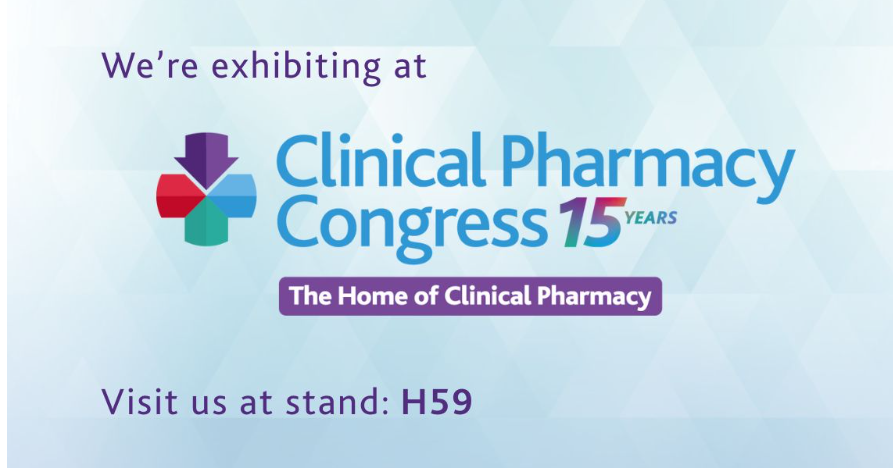 We’re exhibiting at
Clinical Pharmacy
Congress 15 YEARS
The Home of Clinical Pharmacy
Visit us at stand: H59